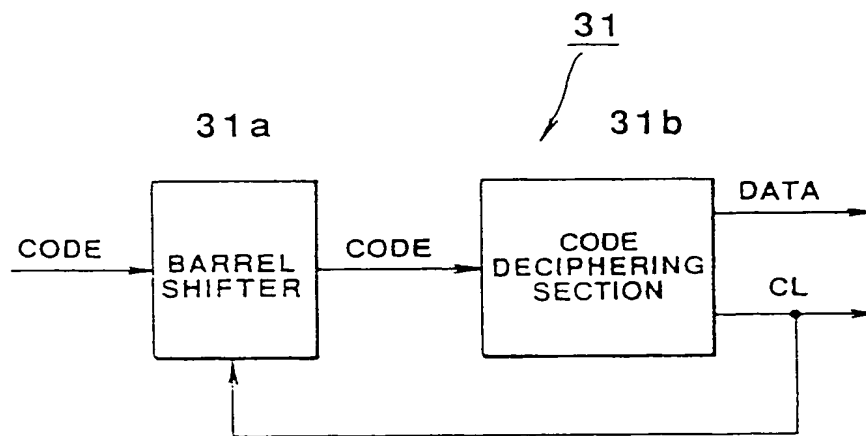 31
31a
31b
CODE
BARREL
SHIFTER
CODE
CODE
DECIPHERING
SECTION
DATA
CL